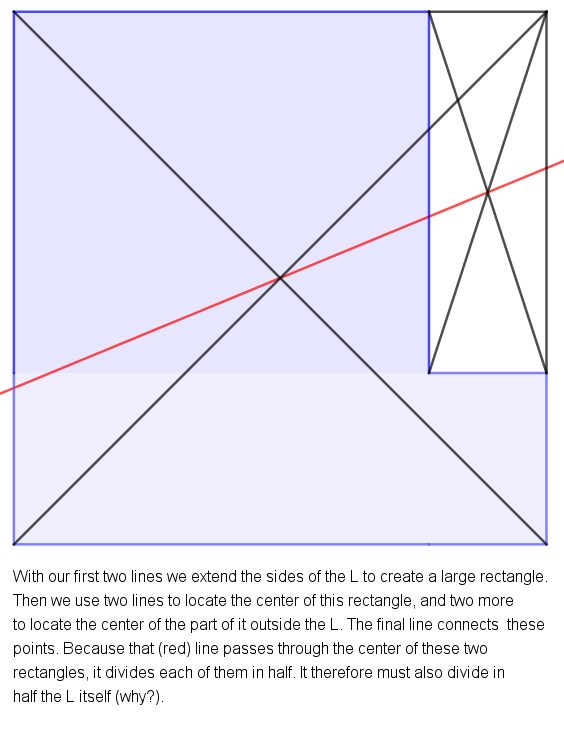 With our first two lines we extend the sides of the L to create a large rectangle.
Then we use two lines to locate the center of this rectangle, and two more
to locate the center of the part of it outside the L. The final line connects  these
points. Because that (red) line passes through the center of these two
rectangles, it divides each of them in half. It therefore must also divide in
half the L itself (why?).